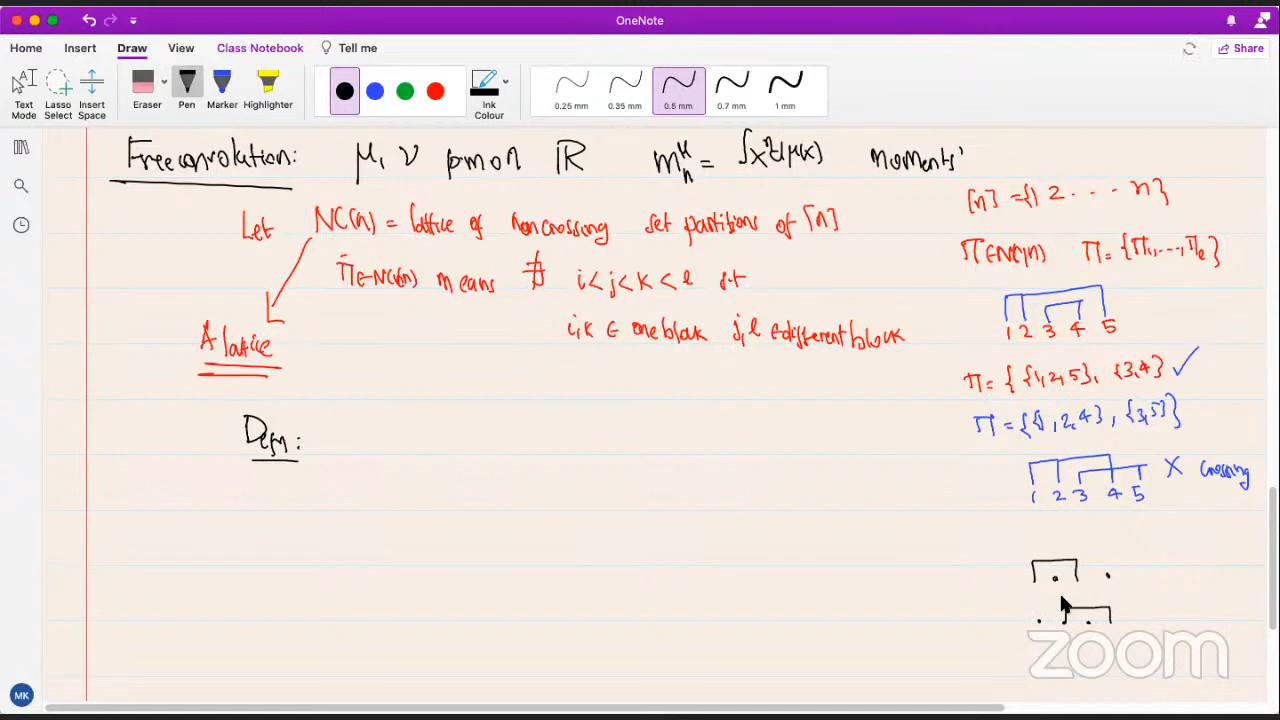 OneNote
Home Insert Draw View Class Notebook Tell me
Share
Text Mode
Lasso Select
Insert Space
Eraser
Pen
Marker
Highlighter
Ink Colour
0.25 mm 0.35 mm 0.5 mm 0.7 mm 1 mm
Free convolution: μ, ν pm on ℝ m_n^μ = ∫x^n dμ(x) moments
[n] = {1 2 . . . n}
Let NC(n) = lattice of noncrossing set partitions of [n]
Π ∈ NC(n) Π = {Π_1, ..., Π_ℓ}
Π ∈ NC(n) means ∄ i < j < k < l st
i, k ∈ one block j, l ∈ different block
1 2 3 4 5
A lattice
Π = { {1, 2, 5}, {3, 4} ✓
Π = {{1, 2, 4}, {3, 5}}
Defn:
1 2 3 4 5 X crossing
zoom
MK